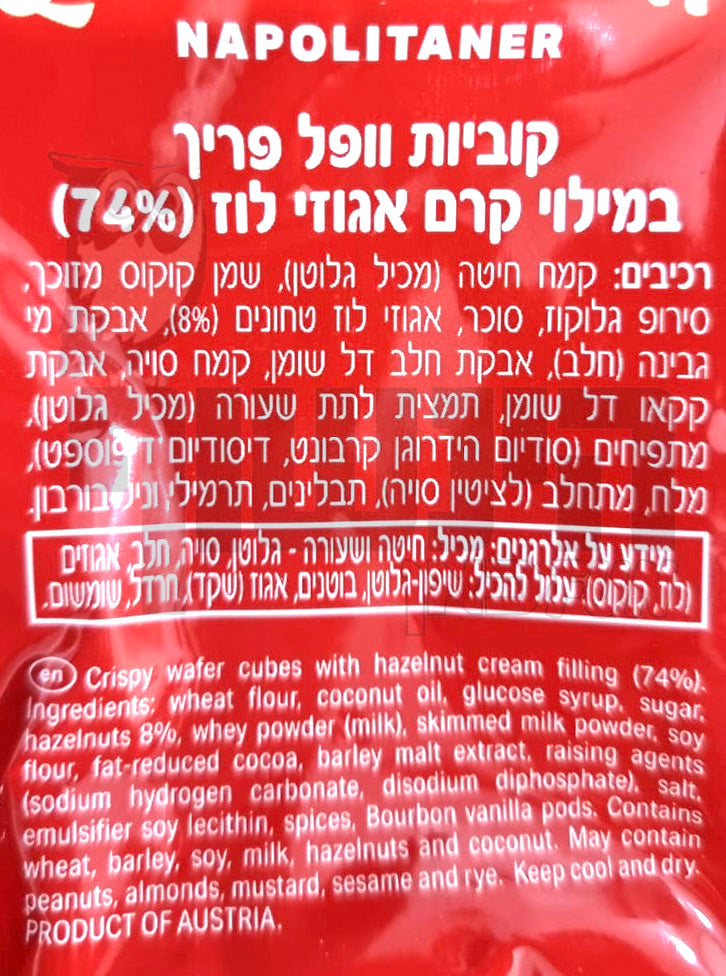 NAPOLITANER
קוביות וופל פריך
במילוי קרם אגוזי לוז (74%)
רכיבים: קמח חיטה (מכיל גלוטן), שמן קוקוס מזוכך,
סירופ גלוקוז, סוכר, אגוזי לוז טחונים (8%), אבקת מי
גבינה (חלב), אבקת חלב דל שומן, קמח סויה, אבקת
קקאו דל שומן, תמצית לתת שעורה (מכיל גלוטן),
מתפיחים (סודיום הידרוגן קרבונט, דיסודיום דיפוספט),
מלח, מתחלב (לציטין סויה), תבלינים, תרמילי וניל בורבון.
מידע על אלרגנים: מכיל: חיטה ושעורה - גלוטן, סויה, חלב, אגוזים
(לוז, קוקוס) עלול להכיל: שיפון-גלוטן, בוטנים, אגוז (שקד), חרדל, שומשום.
en Crispy wafer cubes with hazelnut cream filling (74%).
Ingredients: wheat flour, coconut oil, glucose syrup, sugar,
hazelnuts 8%, whey powder (milk), skimmed milk powder, soy
flour, fat-reduced cocoa, barley malt extract, raising agents
(sodium hydrogen carbonate, disodium diphosphate), salt,
emulsifier soy lecithin, spices, Bourbon vanilla pods. Contains
wheat, barley, soy, milk, hazelnuts and coconut. May contain
peanuts, almonds, mustard, sesame and rye. Keep cool and dry.
PRODUCT OF AUSTRIA.